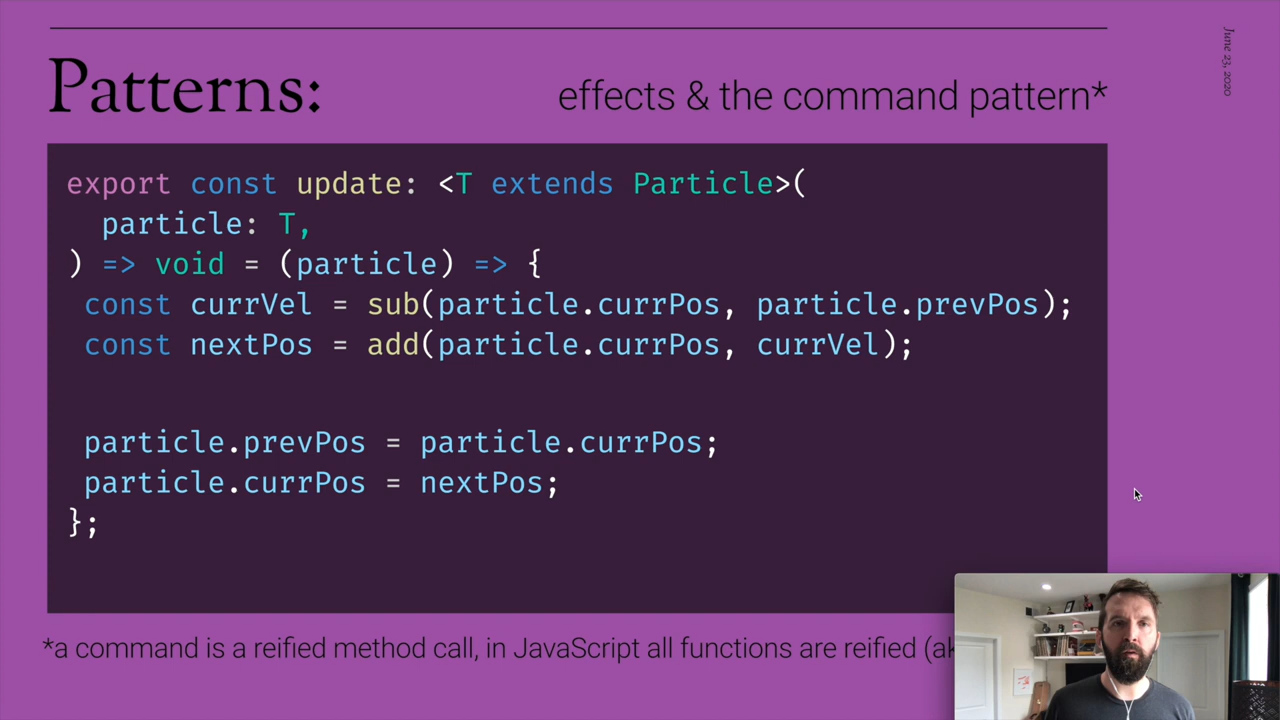 June 23, 2020
Patterns:
effects & the command pattern*
export const update: <T extends Particle>(
  particle: T,
) => void = (particle) => {
 const currVel = sub(particle.currPos, particle.prevPos);
 const nextPos = add(particle.currPos, currVel);
 particle.prevPos = particle.currPos;
 particle.currPos = nextPos;
};
*a command is a reified method call, in JavaScript all functions are reified